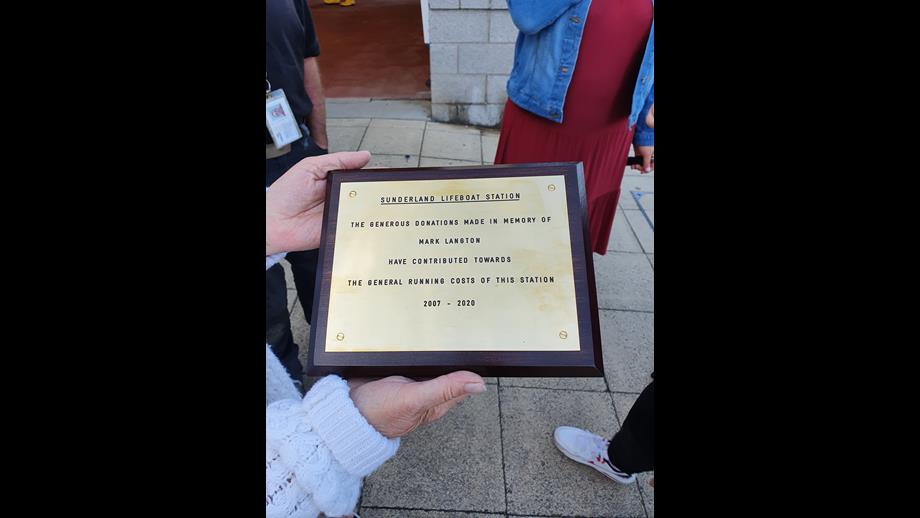 SUNDERLAND LIFEBOAT STATION
THE GENEROUS DONATIONS MADE IN MEMORY OF
MARK LANGTON
HAVE CONTRIBUTED TOWARDS
THE GENERAL RUNNING COSTS OF THIS STATION
2007 - 2020